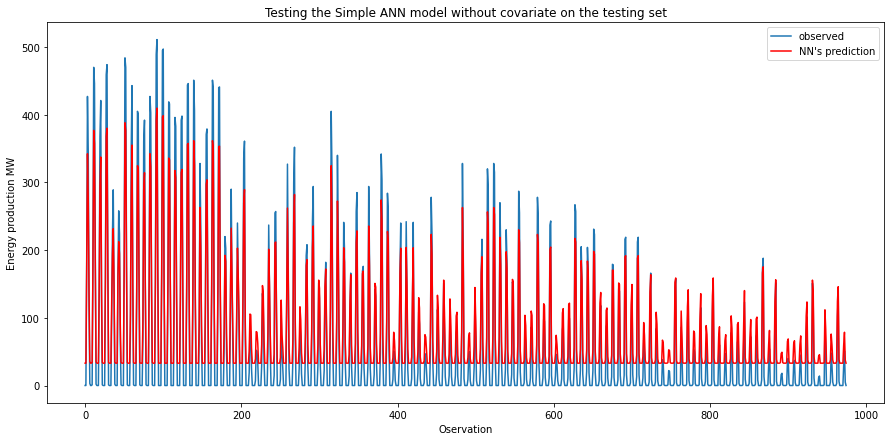 Testing the Simple ANN model without covariate on the testing set
observed
NN's prediction
Energy production MW
500
400
300
200
100
0
0
200
400
600
800
1000
Oservation